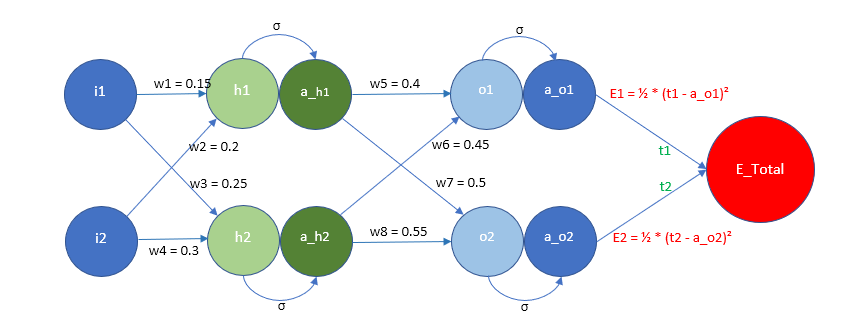 σ
σ
i1
w1 = 0.15
h1
a_h1
w5 = 0.4
o1
a_o1
E1 = ½ * (t1 - a_o1)²
w2 = 0.2
w6 = 0.45
t1
E_Total
w3 = 0.25
w7 = 0.5
t2
i2
w4 = 0.3
h2
a_h2
w8 = 0.55
o2
a_o2
E2 = ½ * (t2 - a_o2)²
σ
σ